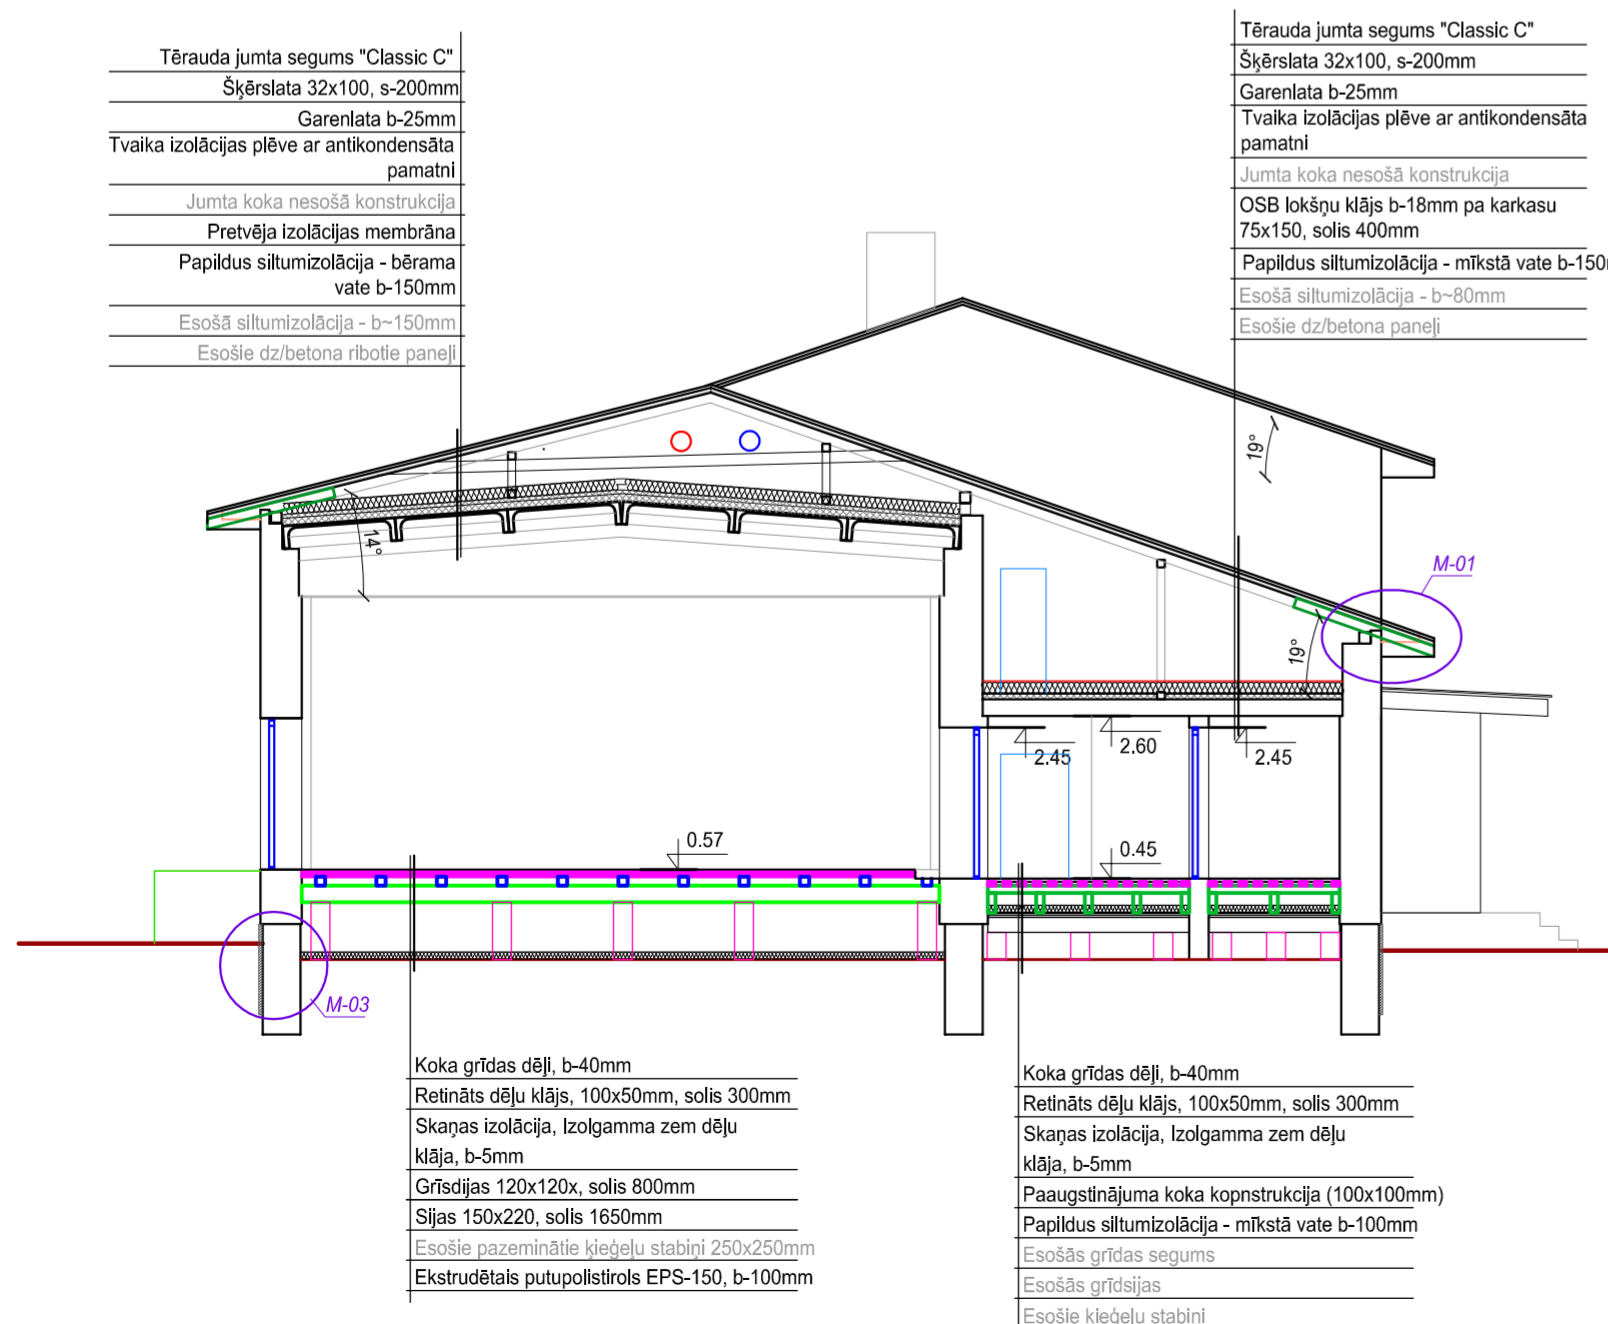 Tērauda jumta segums "Classic C"
Šķērslata 32x100, s-200mm
Garenlata b-25mm
Tvaika izolācijas plēve ar antikondensāta
pamatni
Jumta koka nesošā konstrukcija
Pretvēja izolācijas membrāna
Papildus siltumizolācija - bērama
vate b-150mm
Esošā siltumizolācija - b~150mm
Esošie dz/betona ribotie paneļi
Tērauda jumta segums "Classic C"
Šķērslata 32x100, s-200mm
Garenlata b-25mm
Tvaika izolācijas plēve ar antikondensāta
pamatni
Jumta koka nesošā konstrukcija
OSB lokšņu klājs b-18mm pa karkasu
75x150, solis 400mm
Papildus siltumizolācija - mīkstā vate b-150
Esošā siltumizolācija - b~80mm
Esošie dz/betona paneļi
19°
14°
M-01
19°
2.45
2.60
2.45
0.57
0.45
M-03
Koka grīdas dēļi, b-40mm
Retināts dēļu klājs, 100x50mm, solis 300mm
Skaņas izolācija, Izolgamma zem dēļu
klāja, b-5mm
Grīsdijas 120x120x, solis 800mm
Sijas 150x220, solis 1650mm
Esošie pazeminātie ķieģeļu stabiņi 250x250mm
Ekstrudētais putupolistirols EPS-150, b-100mm
Koka grīdas dēļi, b-40mm
Retināts dēļu klājs, 100x50mm, solis 300mm
Skaņas izolācija, Izolgamma zem dēļu
klāja, b-5mm
Paaugstinājuma koka kopnstrukcija (100x100mm)
Papildus siltumizolācija - mīkstā vate b-100mm
Esošās grīdas segums
Esošās grīdsijas
Esošie ķieģeļu stabiņi